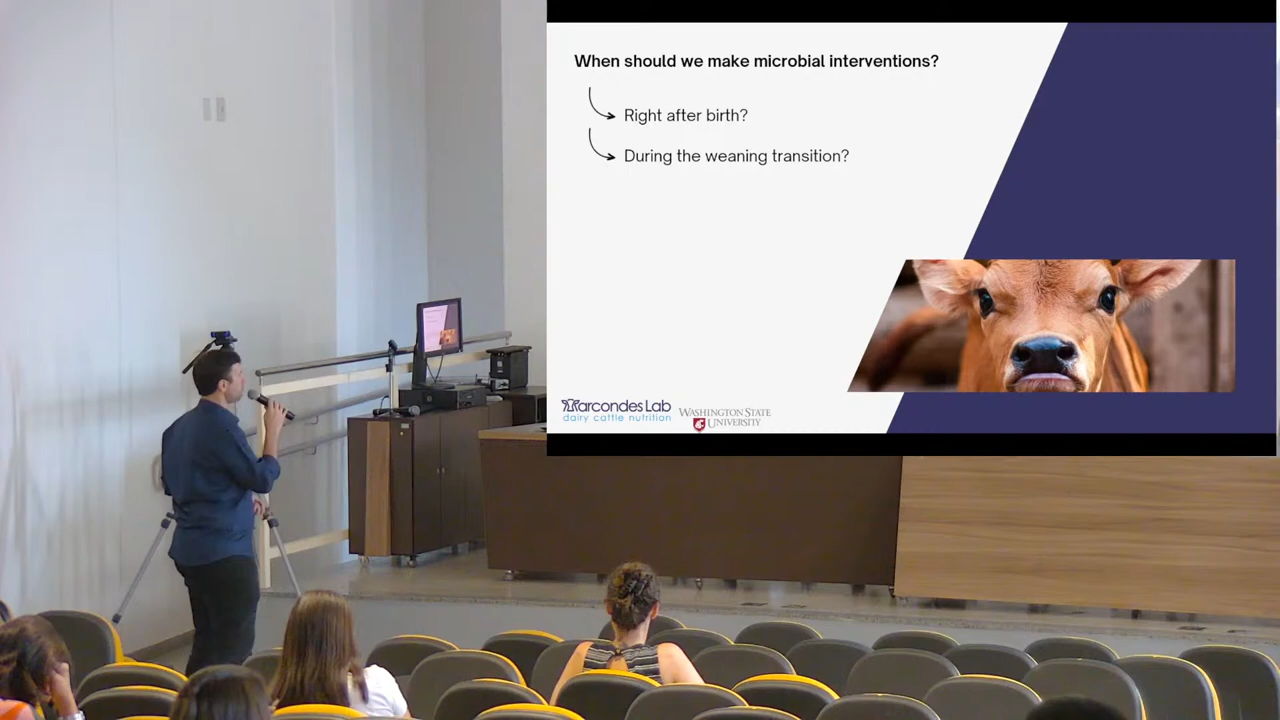 When should we make microbial interventions?
Right after birth?
During the weaning transition?
Marcondes Lab
dairy cattle nutrition
WASHINGTON STATE
UNIVERSITY